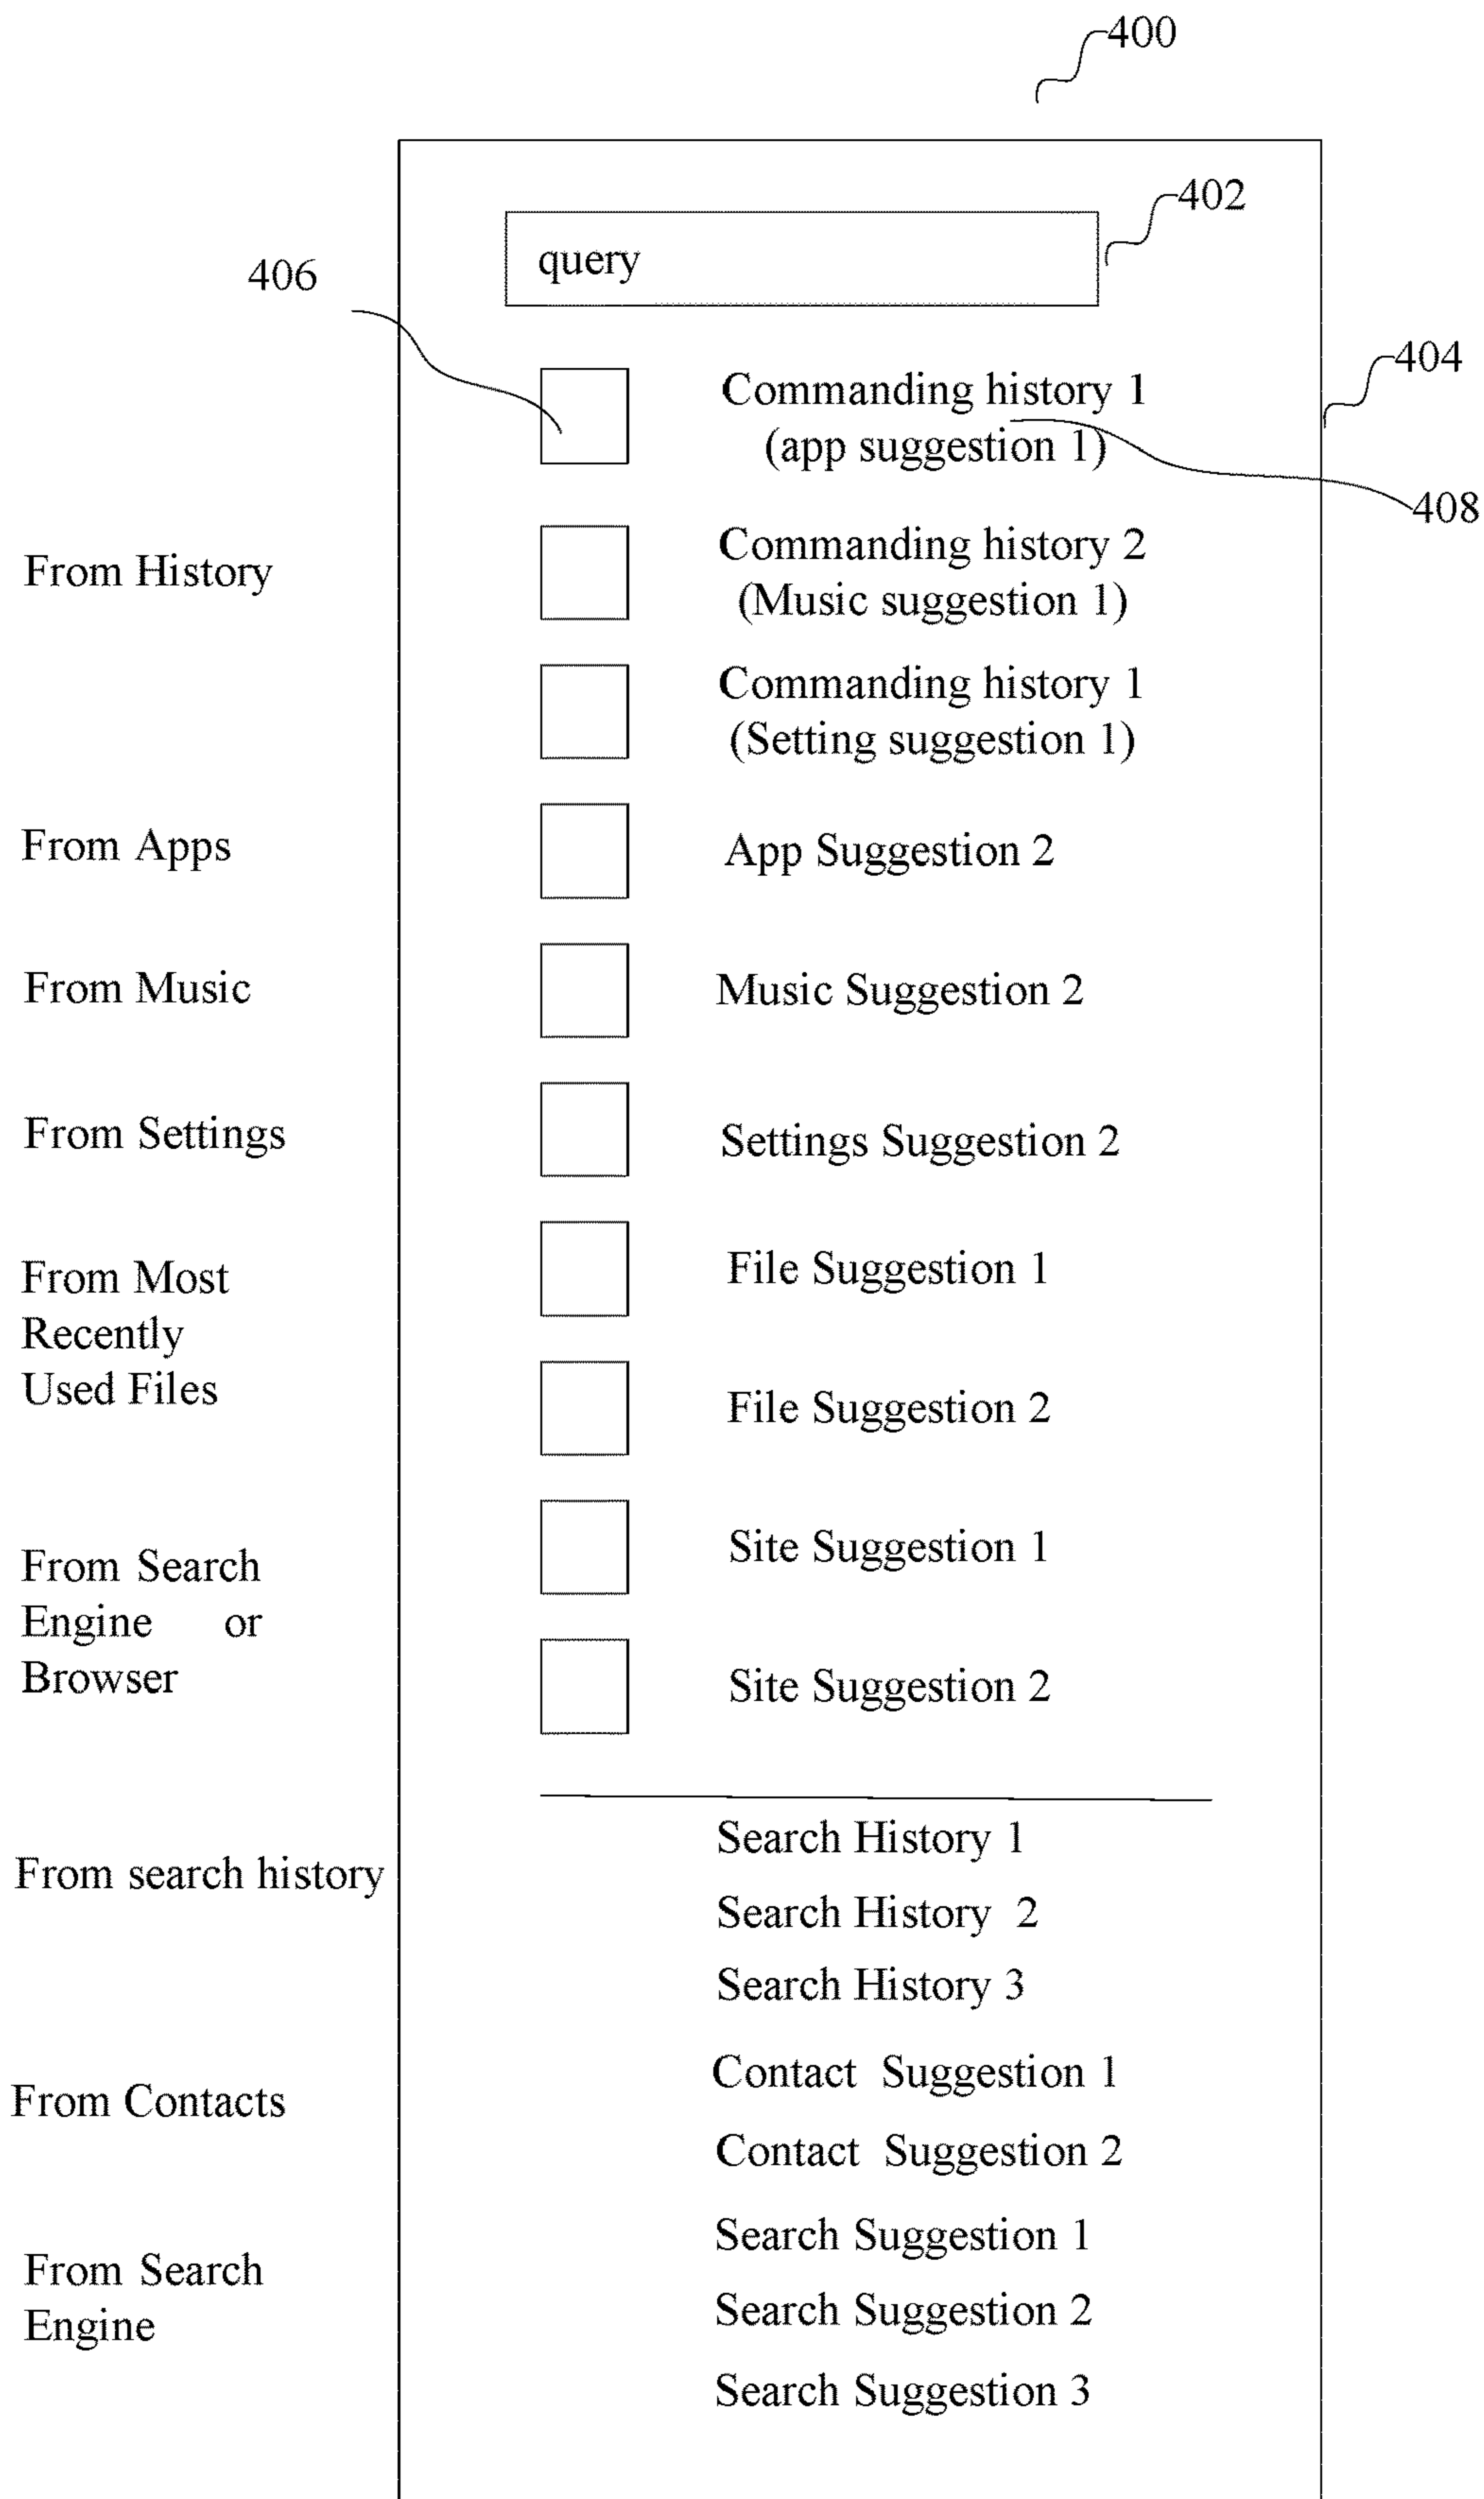 400
402
query
406
404
Commanding history 1
(app suggestion 1)
408
From History
Commanding history 2
(Music suggestion 1)
Commanding history 1
(Setting suggestion 1)
From Apps
App Suggestion 2
From Music
Music Suggestion 2
From Settings
Settings Suggestion 2
From Most
Recently
Used Files
File Suggestion 1
File Suggestion 2
From Search
Engine or
Browser
Site Suggestion 1
Site Suggestion 2
From search history
Search History 1
Search History 2
Search History 3
From Contacts
Contact Suggestion 1
Contact Suggestion 2
From Search
Engine
Search Suggestion 1
Search Suggestion 2
Search Suggestion 3